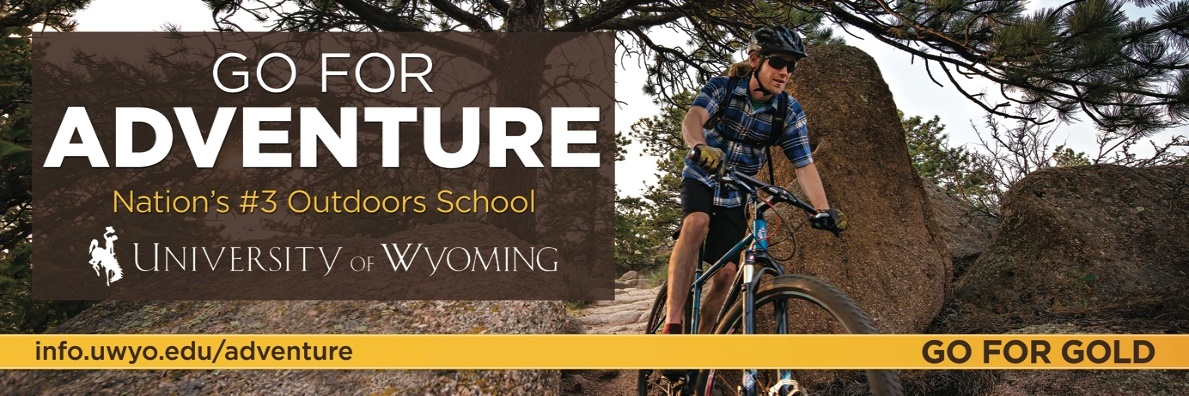 GO FOR
ADVENTURE
Nation's #3 Outdoors School
UNIVERSITY OF WYOMING
info.uwyo.edu/adventure
GO FOR GOLD